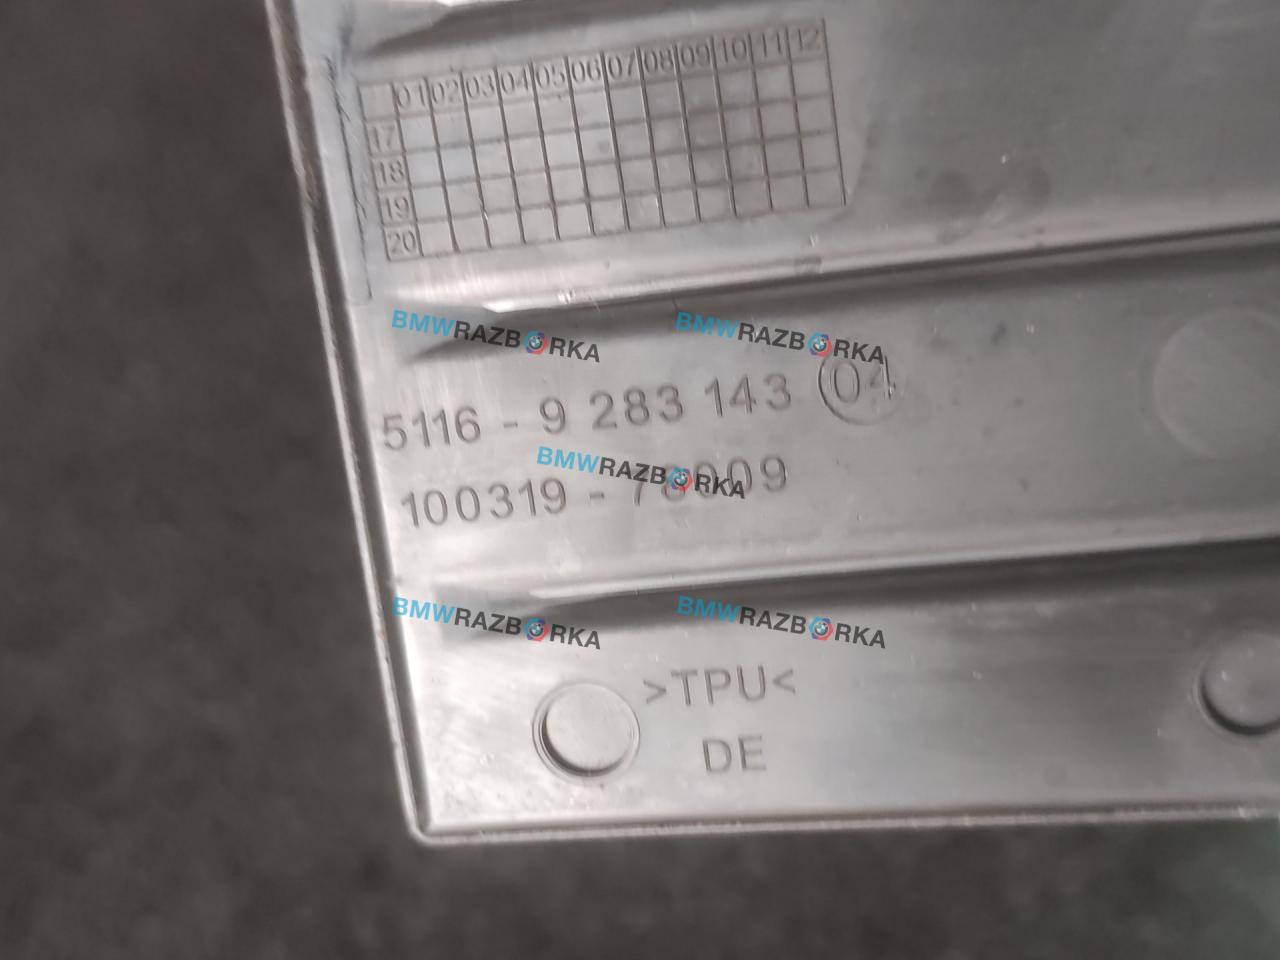 01 02 03 04 05 06 07 08 09 10 11 12
17
18
19
20
BMWRAZBORKA BMWRAZBORKA
5116 - 9 283 143 04
BMWRAZBORKA
100319 -
BMWRAZBORKA BMWRAZBORKA
>TPU<
DE